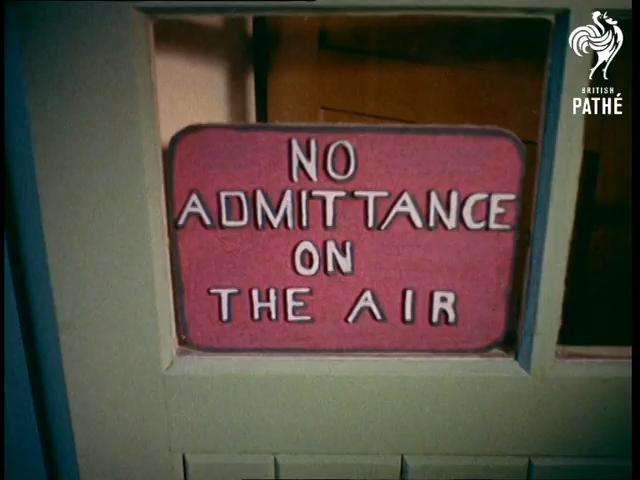 NO
ADMITTANCE
ON
THE AIR
BRITISH
PATHÉ